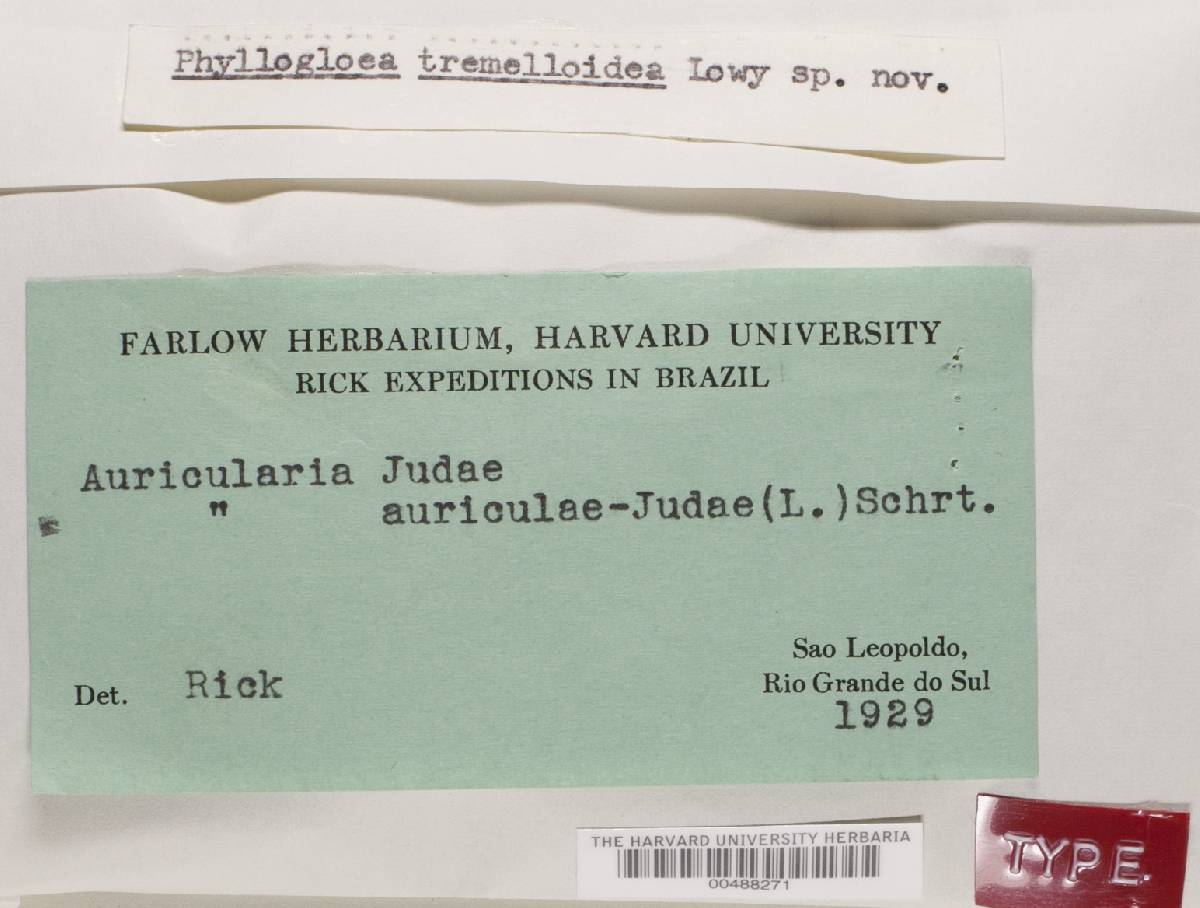 Phyllogloea tremelloidea Lowy sp. nov.
FARLOW HERBARIUM, HARVARD UNIVERSITY
RICK EXPEDITIONS IN BRAZIL
Auricularia Judae
" auriculae-Judae(L.)Schrt.
Det. Rick
Sao Leopoldo,
Rio Grande do Sul
1929
THE HARVARD UNIVERSITY HERBARIA
00488271
TYPE.